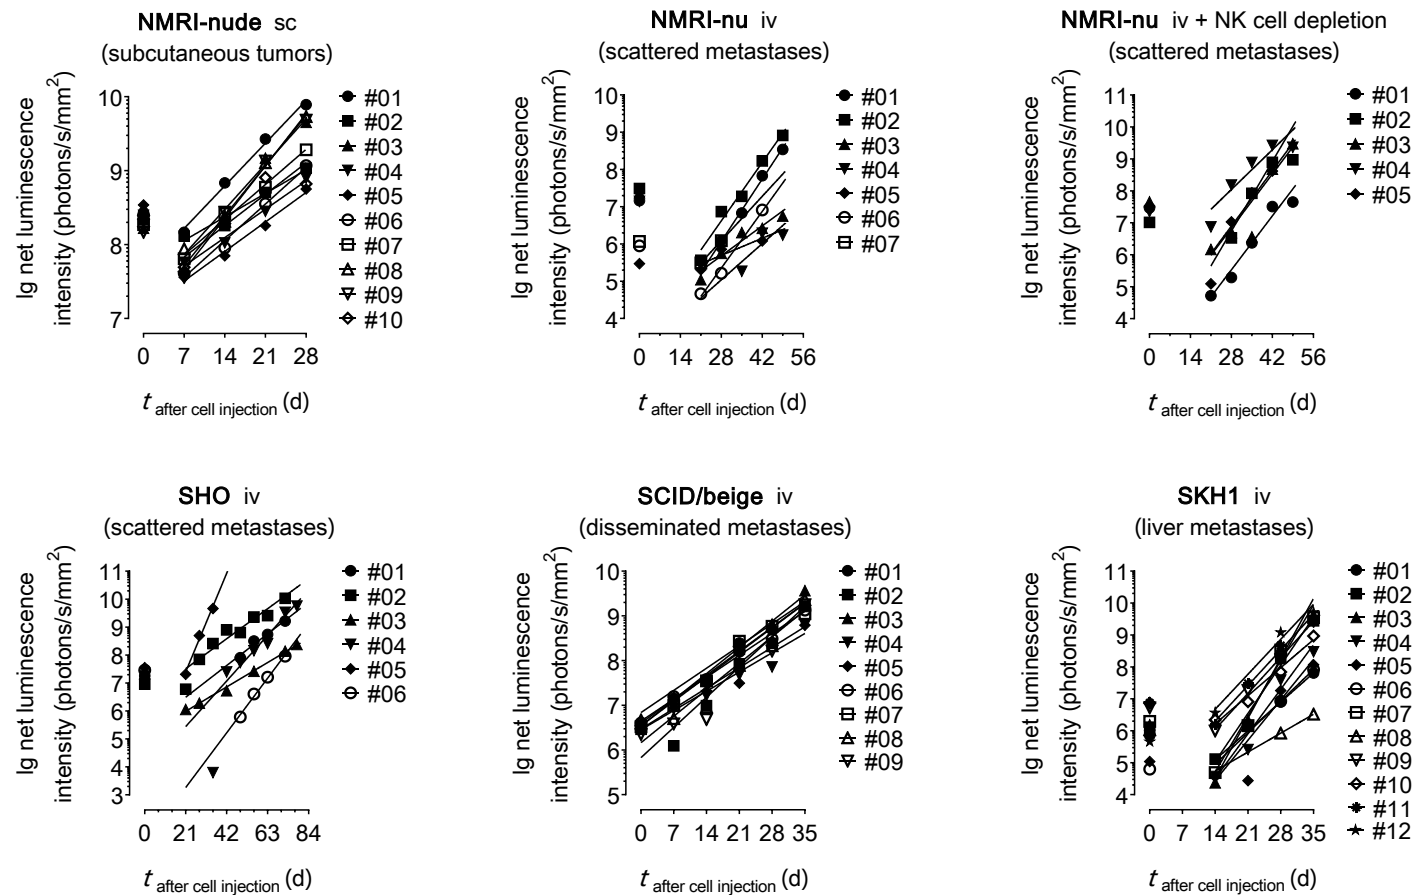 NMRI-nude sc
(subcutaneous tumors)
lg net luminescence
intensity (photons/s/mm²)
10
9
8
7
0 7 14 21 28
t after cell injection (d)
#01
#02
#03
#04
#05
#06
#07
#08
#09
#10
NMRI-nu iv
(scattered metastases)
lg net luminescence
intensity (photons/s/mm²)
10
9
8
7
6
5
4
0 14 28 42 56
t after cell injection (d)
#01
#02
#03
#04
#05
#06
#07
NMRI-nu iv + NK cell depletion
(scattered metastases)
lg net luminescence
intensity (photons/s/mm²)
11
10
9
8
7
6
5
4
0 14 28 42 56
t after cell injection (d)
#01
#02
#03
#04
#05
SHO iv
(scattered metastases)
lg net luminescence
intensity (photons/s/mm²)
11
10
9
8
7
6
5
4
3
0 21 42 63 84
t after cell injection (d)
#01
#02
#03
#04
#05
#06
SCID/beige iv
(disseminated metastases)
lg net luminescence
intensity (photons/s/mm²)
10
9
8
7
6
5
0 7 14 21 28 35
t after cell injection (d)
#01
#02
#03
#04
#05
#06
#07
#08
#09
SKH1 iv
(liver metastases)
lg net luminescence
intensity (photons/s/mm²)
11
10
9
8
7
6
5
4
0 7 14 21 28 35
t after cell injection (d)
#01
#02
#03
#04
#05
#06
#07
#08
#09
#10
#11
#12